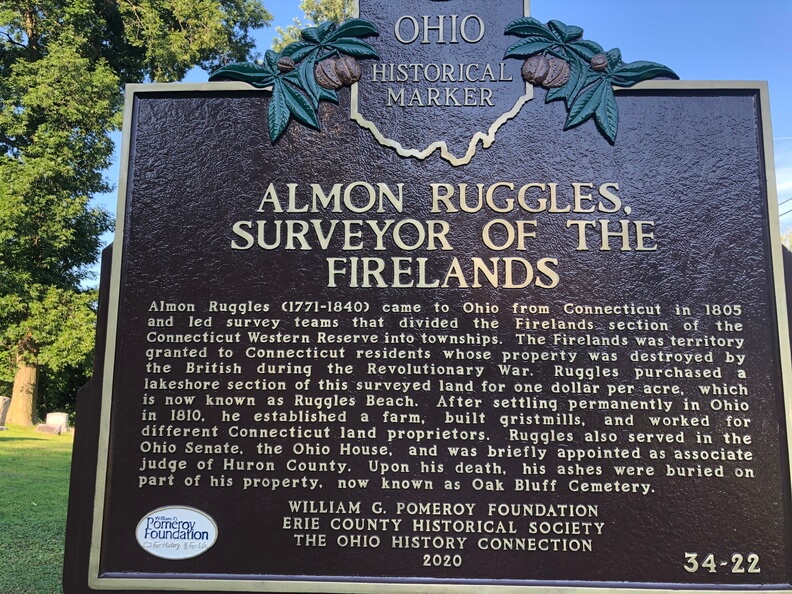 OHIO
HISTORICAL
MARKER
ALMON RUGGLES,
SURVEYOR OF THE
FIRELANDS
Almon Ruggles (1771-1840) came to Ohio from Connecticut in 1805
and led survey teams that divided the Firelands section of the
Connecticut Western Reserve into townships. The Firelands was territory
granted to Connecticut residents whose property was destroyed by
the British during the Revolutionary War. Ruggles purchased a
lakeshore section of this surveyed land for one dollar per acre, which
is now known as Ruggles Beach. After settling permanently in Ohio
in 1810, he established a farm, built gristmills, and worked for
different Connecticut land proprietors. Ruggles also served in the
Ohio Senate, the Ohio House, and was briefly appointed as associate
judge of Huron County. Upon his death, his ashes were buried on
part of his property, now known as Oak Bluff Cemetery.
WILLIAM G. POMEROY FOUNDATION
ERIE COUNTY HISTORICAL SOCIETY
THE OHIO HISTORY CONNECTION
2020
34-22
William G.
Pomeroy
Foundation
For History & For Life